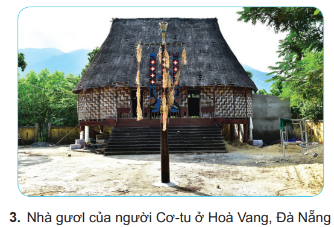 3. Nhà gươl của người Cơ-tu ở Hoà Vang, Đà Nẵng